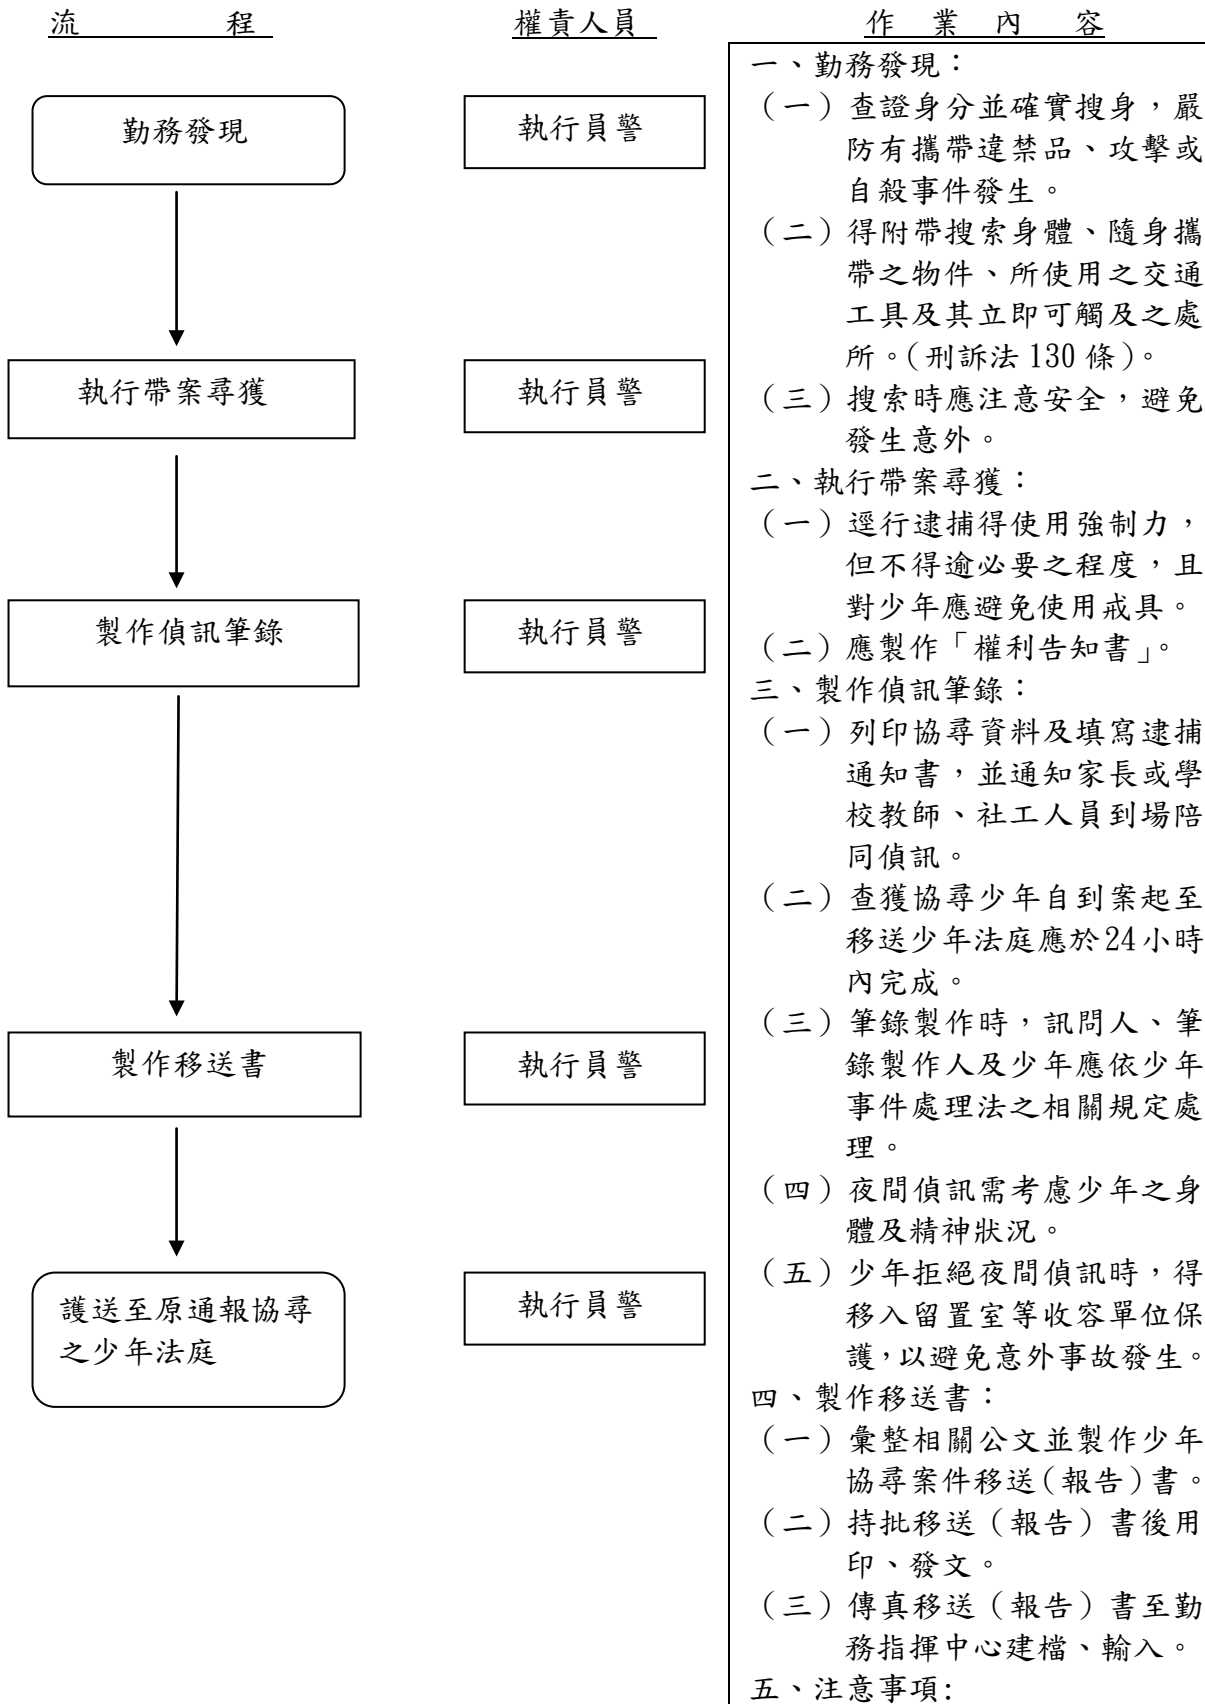 流　　　　　程　　　　　　　　權責人員　　　　　　　　作　業　內　容
勤務發現
執行員警
執行帶案尋獲
執行員警
製作偵訊筆錄
執行員警
製作移送書
執行員警
護送至原通報協尋
之少年法庭
執行員警
一、勤務發現：
（一）查證身分並確實搜身，嚴
防有攜帶違禁品、攻擊或
自殺事件發生。
（二）得附帶搜索身體、隨身攜
帶之物件、所使用之交通
工具及其立即可觸及之處
所。（刑訴法 130 條）。
（三）搜索時應注意安全，避免
發生意外。
二、執行帶案尋獲：
（一）逕行逮捕得使用強制力，
但不得逾必要之程度，且
對少年應避免使用戒具。
（二）應製作「權利告知書」。
三、製作偵訊筆錄：
（一）列印協尋資料及填寫逮捕
通知書，並通知家長或學
校教師、社工人員到場陪
同偵訊。
（二）查獲協尋少年自到案起至
移送少年法庭應於24小時
內完成。
（三）筆錄製作時，訊問人、筆
錄製作人及少年應依少年
事件處理法之相關規定處
理。
（四）夜間偵訊需考慮少年之身
體及精神狀況。
（五）少年拒絕夜間偵訊時，得
移入留置室等收容單位保
護，以避免意外事故發生。
四、製作移送書：
（一）彙整相關公文並製作少年
協尋案件移送（報告）書。
（二）持批移送（報告）書後用
印、發文。
（三）傳真移送（報告）書至勤
務指揮中心建檔、輸入。
五、注意事項: